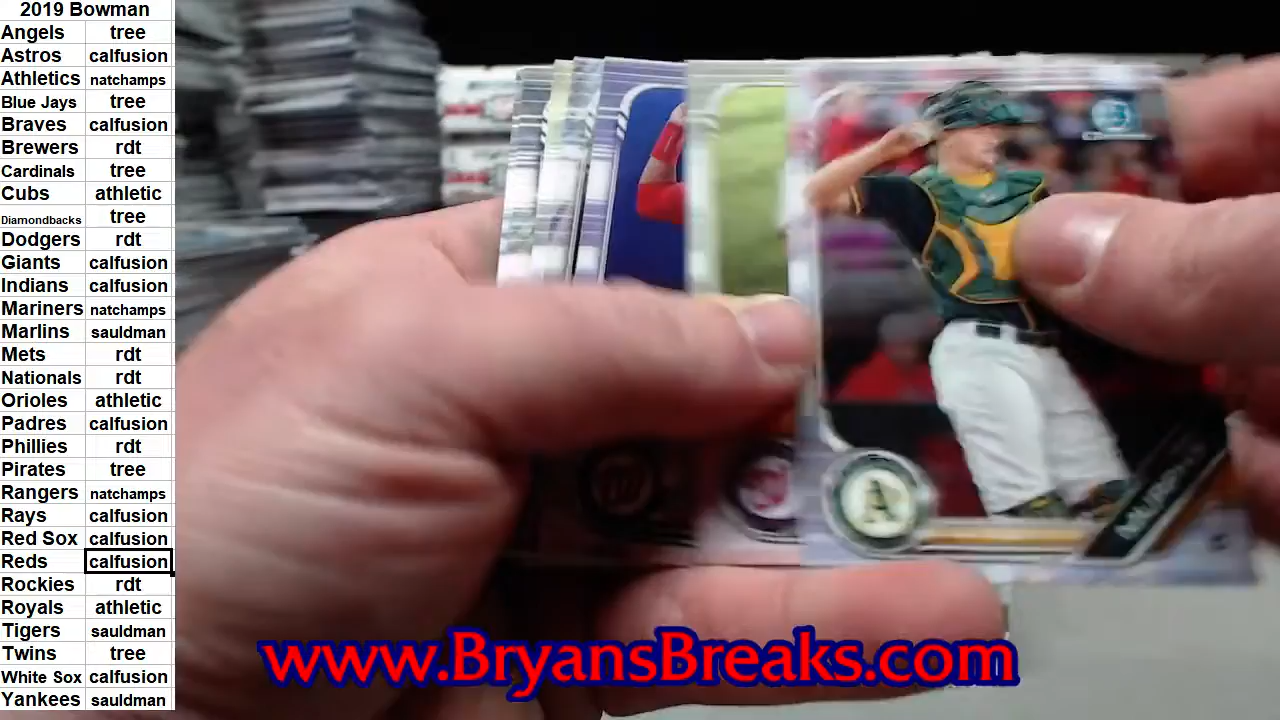 2019 Bowman
Angels tree
Astros calfusion
Athletics natchamps
Blue Jays tree
Braves calfusion
Brewers rdt
Cardinals tree
Cubs athletic
Diamondbacks tree
Dodgers rdt
Giants calfusion
Indians calfusion
Mariners natchamps
Marlins sauldman
Mets rdt
Nationals rdt
Orioles athletic
Padres calfusion
Phillies rdt
Pirates tree
Rangers natchamps
Rays calfusion
Red Sox calfusion
Reds calfusion
Rockies rdt
Royals athletic
Tigers sauldman
Twins tree
White Sox calfusion
Yankees sauldman
A
www.BryansBreaks.com